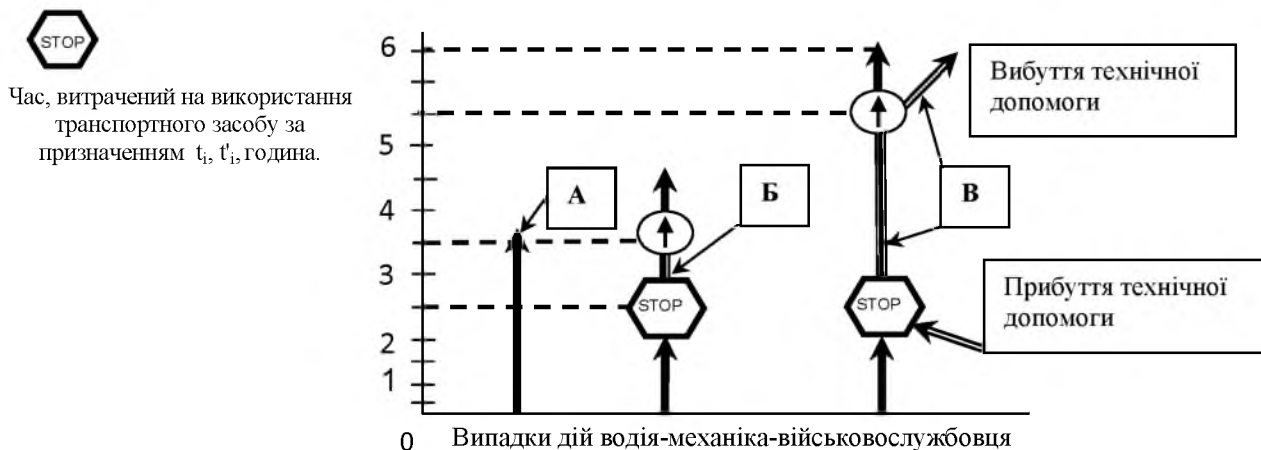 STOP
Час, витрачений на використання
транспортного засобу за
призначенням tᵢ, t'ᵢ, година.
6
5
4
3
2
1
0
А
Б
В
STOP
STOP
Вибуття технічної
допомоги
Прибуття технічної
допомоги
Випадки дій водія-механіка-військовослужбовця